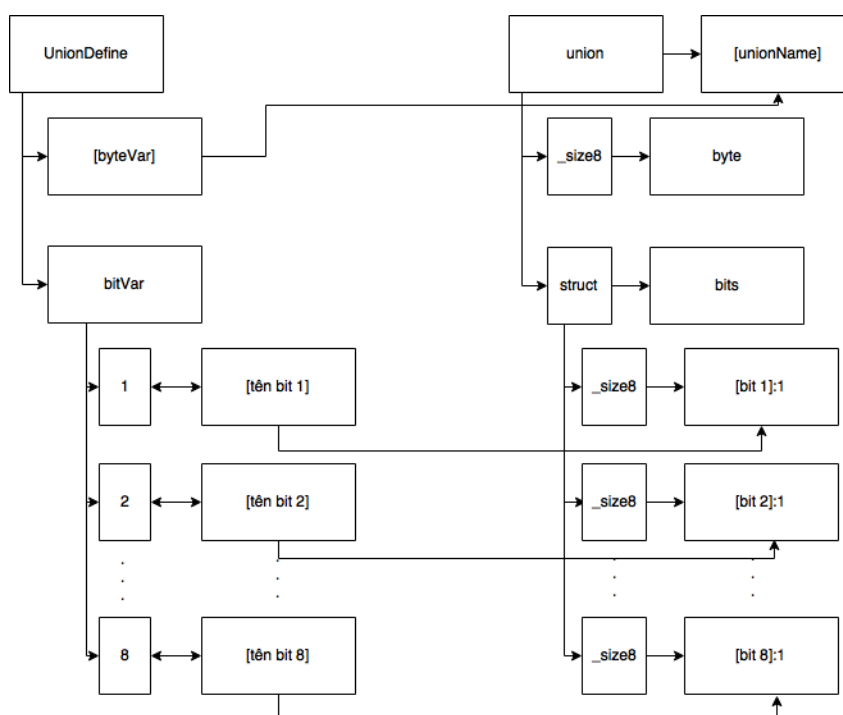 UnionDefine
union
[unionName]
[byteVar]
_size8
byte
bitVar
struct
bits
1
[tên bit 1]
_size8
[bit 1]:1
2
[tên bit 2]
_size8
[bit 2]:1
8
[tên bit 8]
_size8
[bit 8]:1